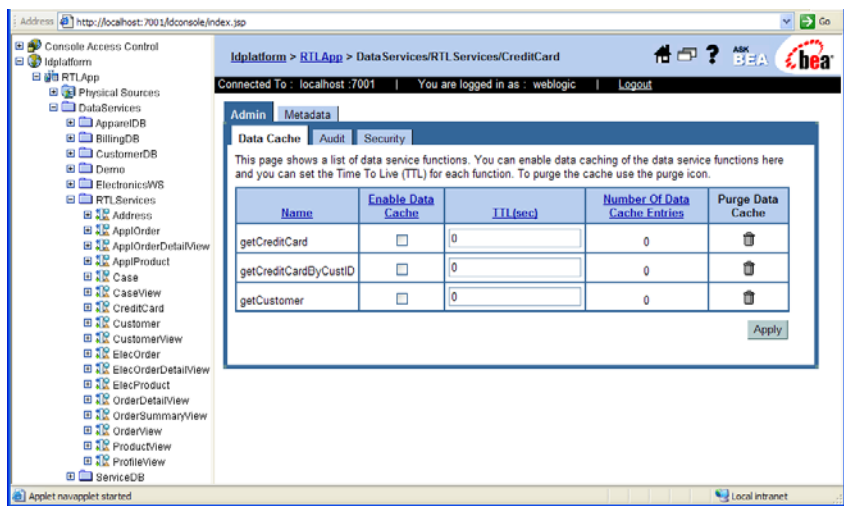 Address http://localhost:7001/ldconsole/index.jsp Go
Console Access Control
ldplatform
RTLApp
Physical Sources
DataServices
ApparelDB
BillingDB
CustomerDB
Demo
ElectronicsWS
RTLServices
Address
ApplOrder
ApplOrderDetailView
ApplProduct
Case
CaseView
CreditCard
Customer
CustomerView
ElecOrder
ElecOrderDetailView
ElecProduct
OrderDetailView
OrderSummaryView
OrderView
ProductView
ProfileView
ServiceDB
ldplatform > RTLApp > DataServices/RTLServices/CreditCard
? ASK BEA bea
Connected To : localhost :7001 | You are logged in as : weblogic | Logout
Admin Metadata
Data Cache Audit Security
This page shows a list of data service functions. You can enable data caching of the data service functions here
and you can set the Time To Live (TTL) for each function. To purge the cache use the purge icon.
Name Enable Data Cache TTL(sec) Number Of Data Cache Entries Purge Data Cache
getCreditCard 0 0
getCreditCardByCustID 0 0
getCustomer 0 0
Apply
Applet navapplet started Local intranet